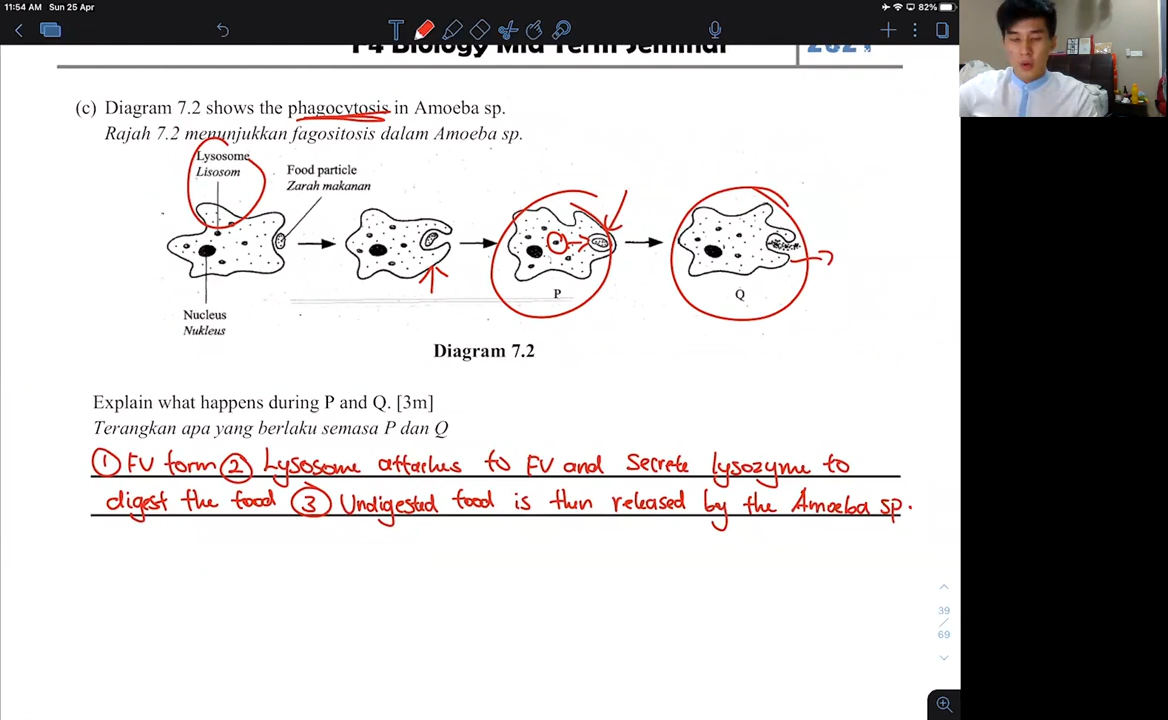 11:54 AM Sun 25 Apr
82%
F4 Biology Mid Term Seminar 2021
(c) Diagram 7.2 shows the phagocytosis in Amoeba sp.
Rajah 7.2 menunjukkan fagositosis dalam Amoeba sp.
Lysosome
Lisosom
Food particle
Zarah makanan
P
Q
Nucleus
Nukleus
Diagram 7.2
Explain what happens during P and Q. [3m]
Terangkan apa yang berlaku semasa P dan Q
① FV form ② Lysosome attaches to FV and secrete lysozyme to
digest the food ③ Undigested food is then released by the Amoeba sp.
39
/
69